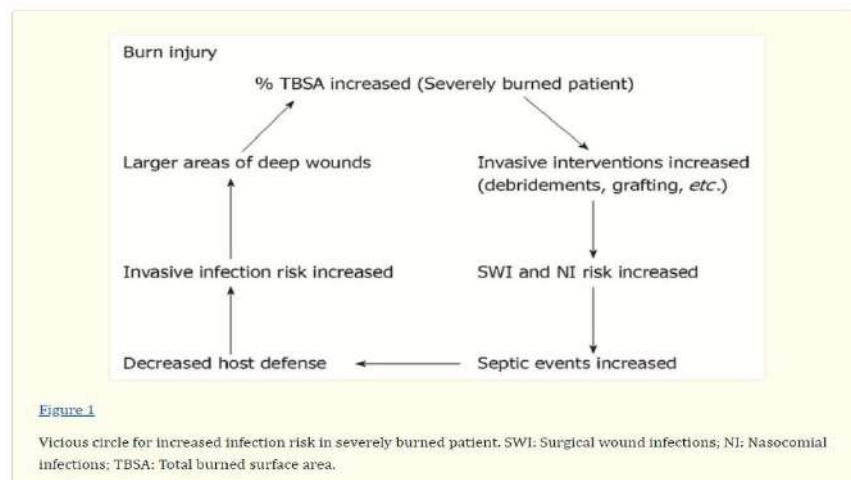 Burn injury
% TBSA increased (Severely burned patient)
Larger areas of deep wounds
Invasive interventions increased
(debridements, grafting, etc.)
Invasive infection risk increased
SWI and NI risk increased
Decreased host defense
Septic events increased
Figure 1
Vicious circle for increased infection risk in severely burned patient. SWI: Surgical wound infections; NI: Nasocomial
infections; TBSA: Total burned surface area.